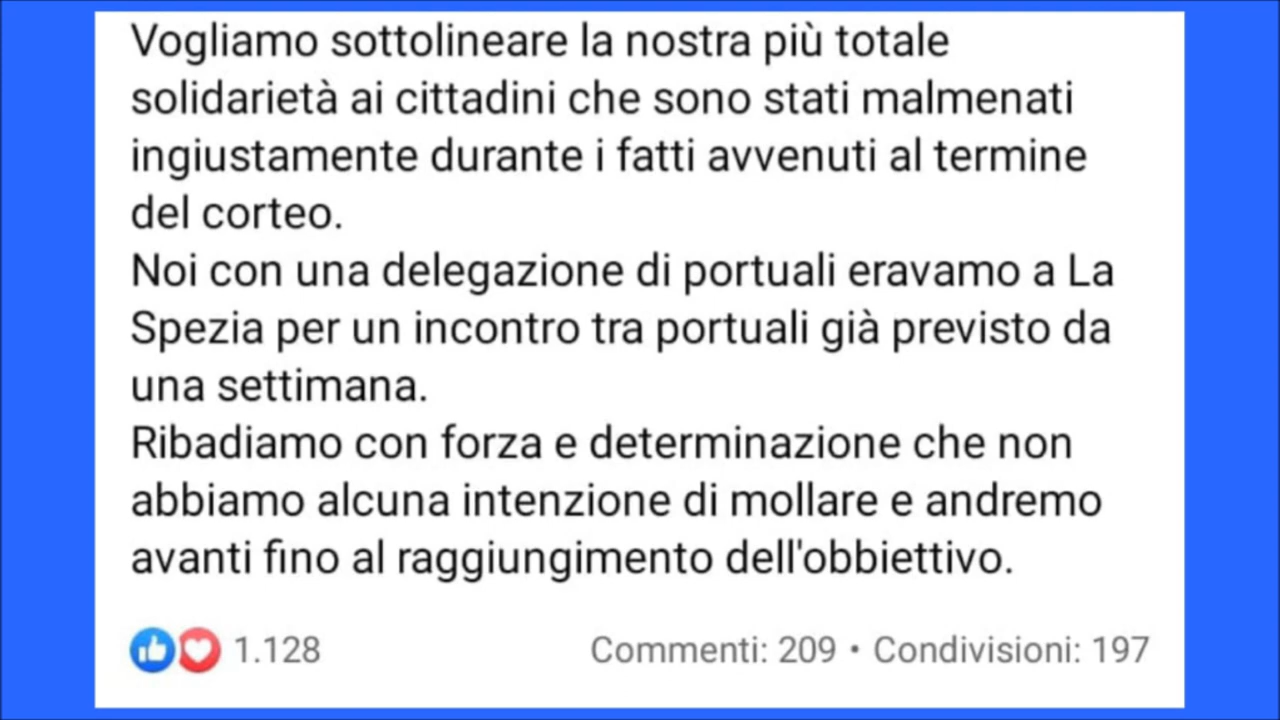 Vogliamo sottolineare la nostra più totale
solidarietà ai cittadini che sono stati malmenati
ingiustamente durante i fatti avvenuti al termine
del corteo.
Noi con una delegazione di portuali eravamo a La
Spezia per un incontro tra portuali già previsto da
una settimana.
Ribadiamo con forza e determinazione che non
abbiamo alcuna intenzione di mollare e andremo
avanti fino al raggiungimento dell'obbiettivo.
1.128 Commenti: 209 • Condivisioni: 197